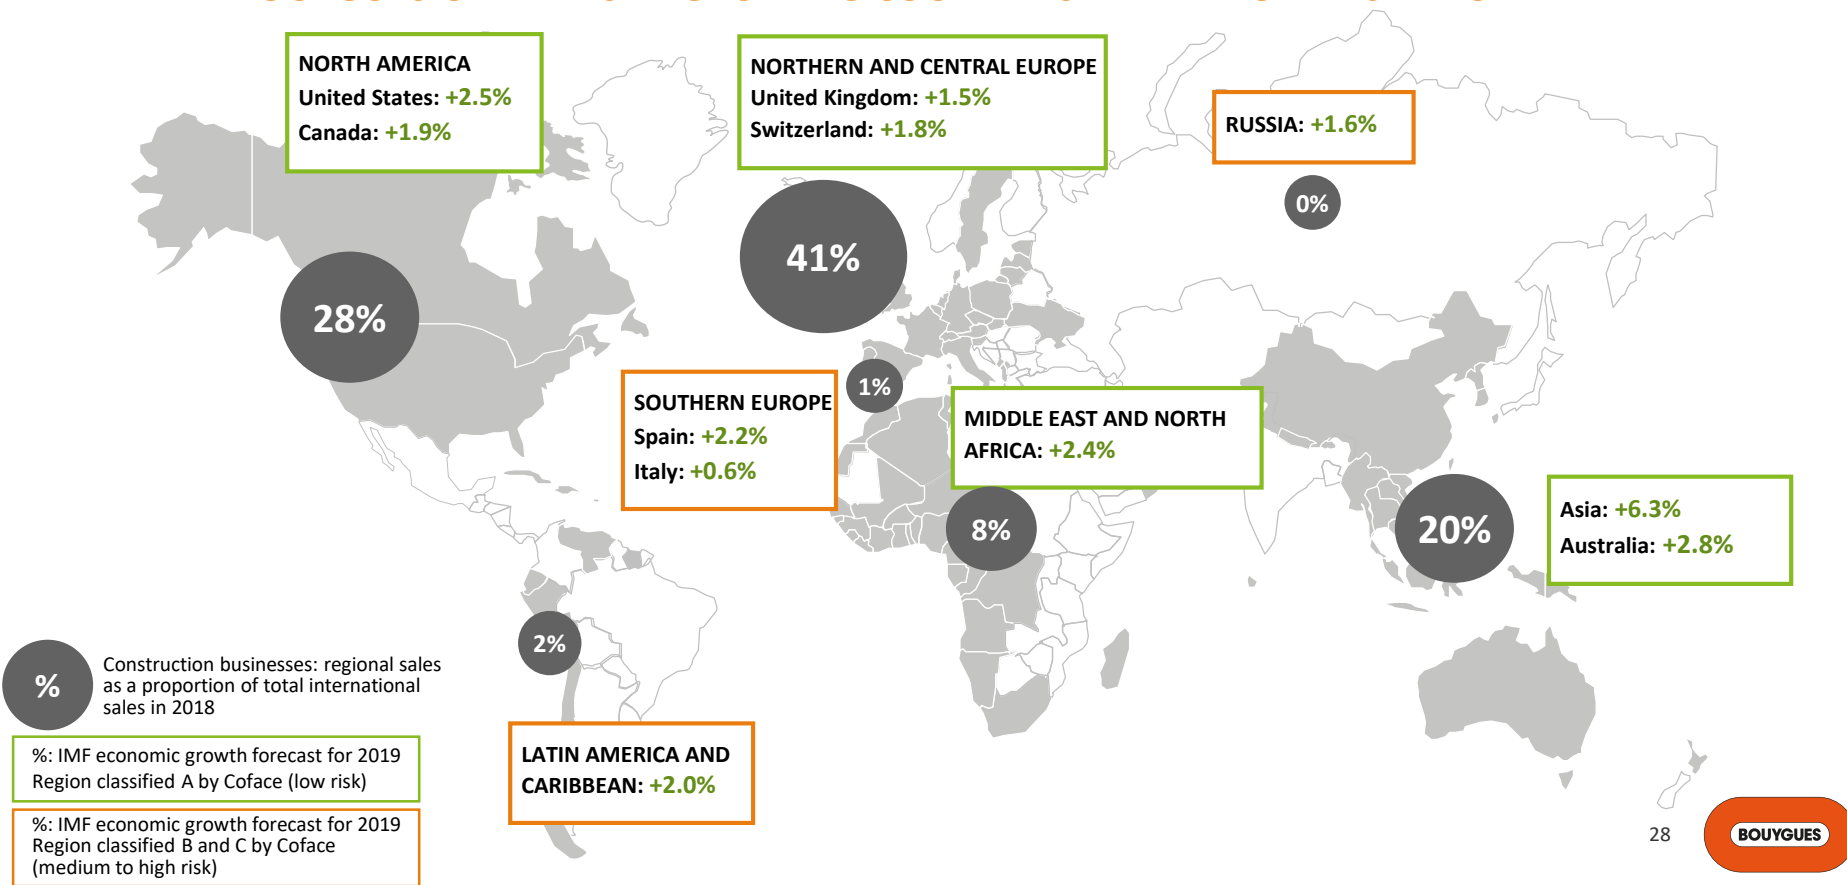 NORTH AMERICA
United States: +2.5%
Canada: +1.9%
NORTHERN AND CENTRAL EUROPE
United Kingdom: +1.5%
Switzerland: +1.8%
RUSSIA: +1.6%
0%
41%
28%
1%
SOUTHERN EUROPE
Spain: +2.2%
Italy: +0.6%
MIDDLE EAST AND NORTH
AFRICA: +2.4%
8%
20%
Asia: +6.3%
Australia: +2.8%
2%
%
Construction businesses: regional sales
as a proportion of total international
sales in 2018
LATIN AMERICA AND
CARIBBEAN: +2.0%
%: IMF economic growth forecast for 2019
Region classified A by Coface (low risk)
%: IMF economic growth forecast for 2019
Region classified B and C by Coface
(medium to high risk)
28
BOUYGUES